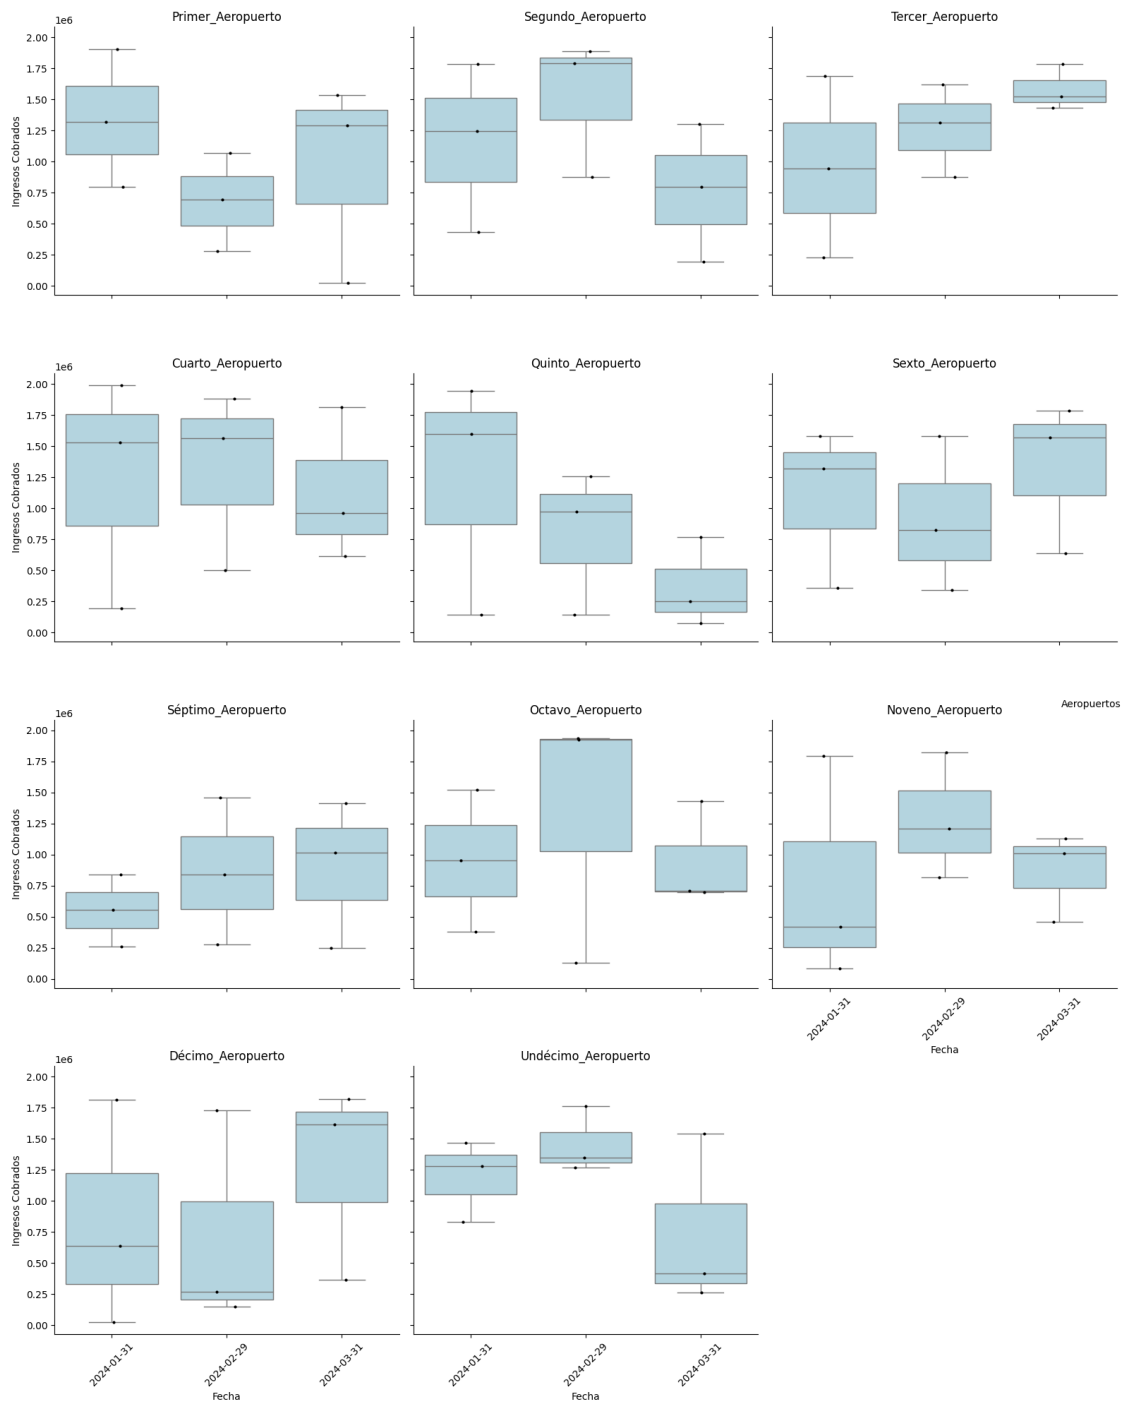 Primer_Aeropuerto
Segundo_Aeropuerto
Tercer_Aeropuerto
1e6
2.00
1.75
1.50
1.25
1.00
0.75
0.50
0.25
0.00
Ingresos Cobrados
Cuarto_Aeropuerto
Quinto_Aeropuerto
Sexto_Aeropuerto
1e6
2.00
1.75
1.50
1.25
1.00
0.75
0.50
0.25
0.00
Ingresos Cobrados
Séptimo_Aeropuerto
Octavo_Aeropuerto
Noveno_Aeropuerto
Aeropuertos
1e6
2.00
1.75
1.50
1.25
1.00
0.75
0.50
0.25
0.00
Ingresos Cobrados
2024-01-31
2024-02-29
2024-03-31
Fecha
Décimo_Aeropuerto
Undécimo_Aeropuerto
1e6
2.00
1.75
1.50
1.25
1.00
0.75
0.50
0.25
0.00
Ingresos Cobrados
2024-01-31
2024-02-29
2024-03-31
Fecha
2024-01-31
2024-02-29
2024-03-31
Fecha